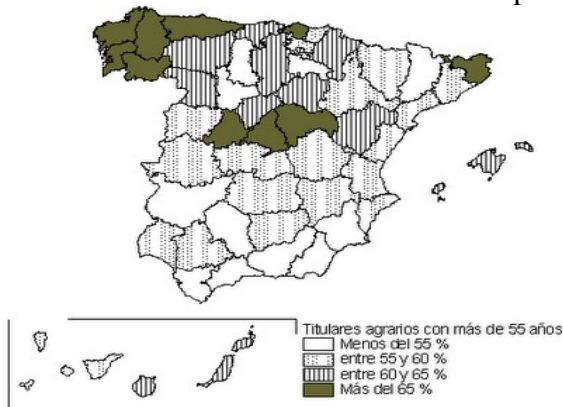 Titulares agrarios con más de 55 años
Menos del 55 %
entre 55 y 60 %
entre 60 y 65 %
Más del 65 %